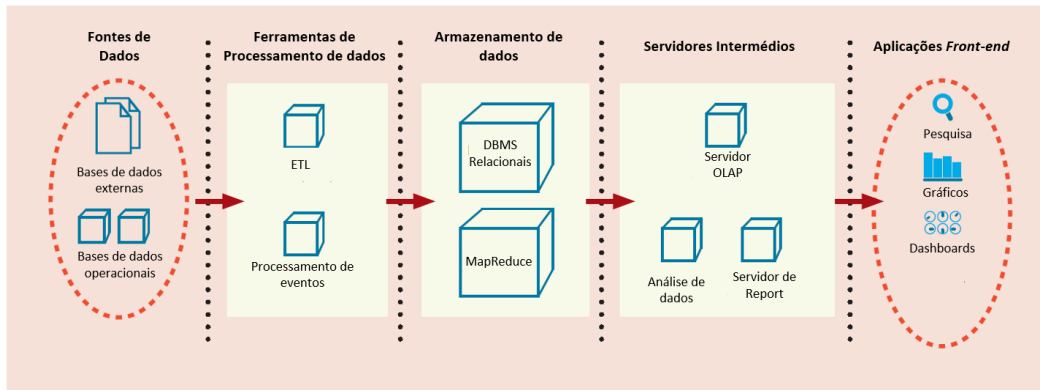 Fontes de
Dados
Ferramentas de
Processamento de dados
Armazenamento de
dados
Servidores Intermédios
Aplicações Front-end
Bases de dados
externas
Bases de dados
operacionais
ETL
Processamento de
eventos
DBMS
Relacionais
MapReduce
Servidor
OLAP
Análise de
dados
Servidor de
Report
Pesquisa
Gráficos
Dashboards